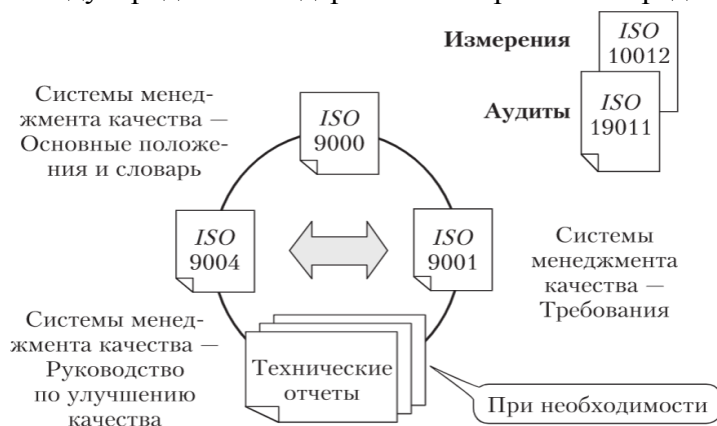 Измерения
ISO
10012
Аудиты
ISO
19011
Системы менед-
жмента качества —
Основные положе-
ния и словарь
ISO
9000
ISO
9004
ISO
9001
Системы
менеджмента
качества —
Требования
Системы менед-
жмента качества —
Руководство
по улучшению
качества
Технические
отчеты
При необходимости